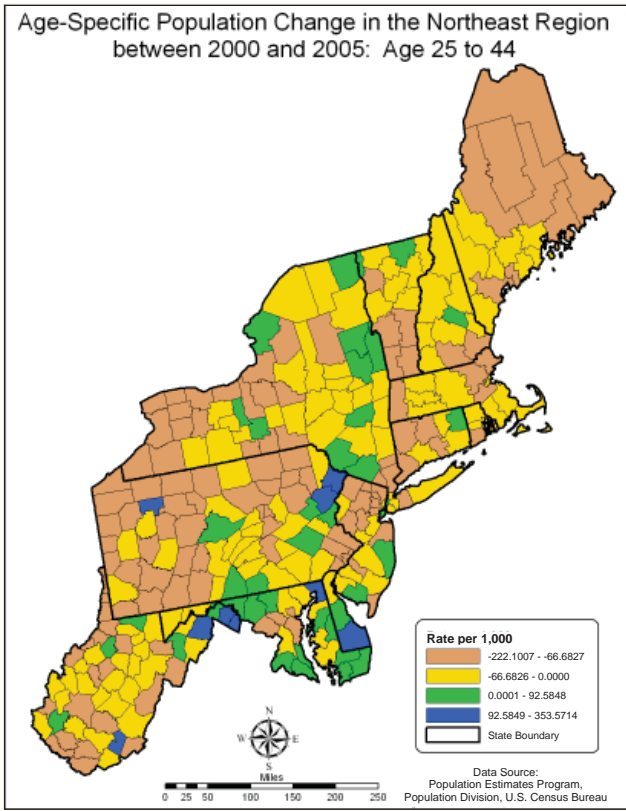 Age-Specific Population Change in the Northeast Region
between 2000 and 2005:  Age 25 to 44
Rate per 1,000
-222.1007 - -66.6827
-66.6826 - 0.0000
0.0001 - 92.5848
92.5849 - 353.5714
State Boundary
N
W E
S
Miles
0 25 50 100 150 200 250
Data Source:
Population Estimates Program,
Population Division, U.S. Census Bureau